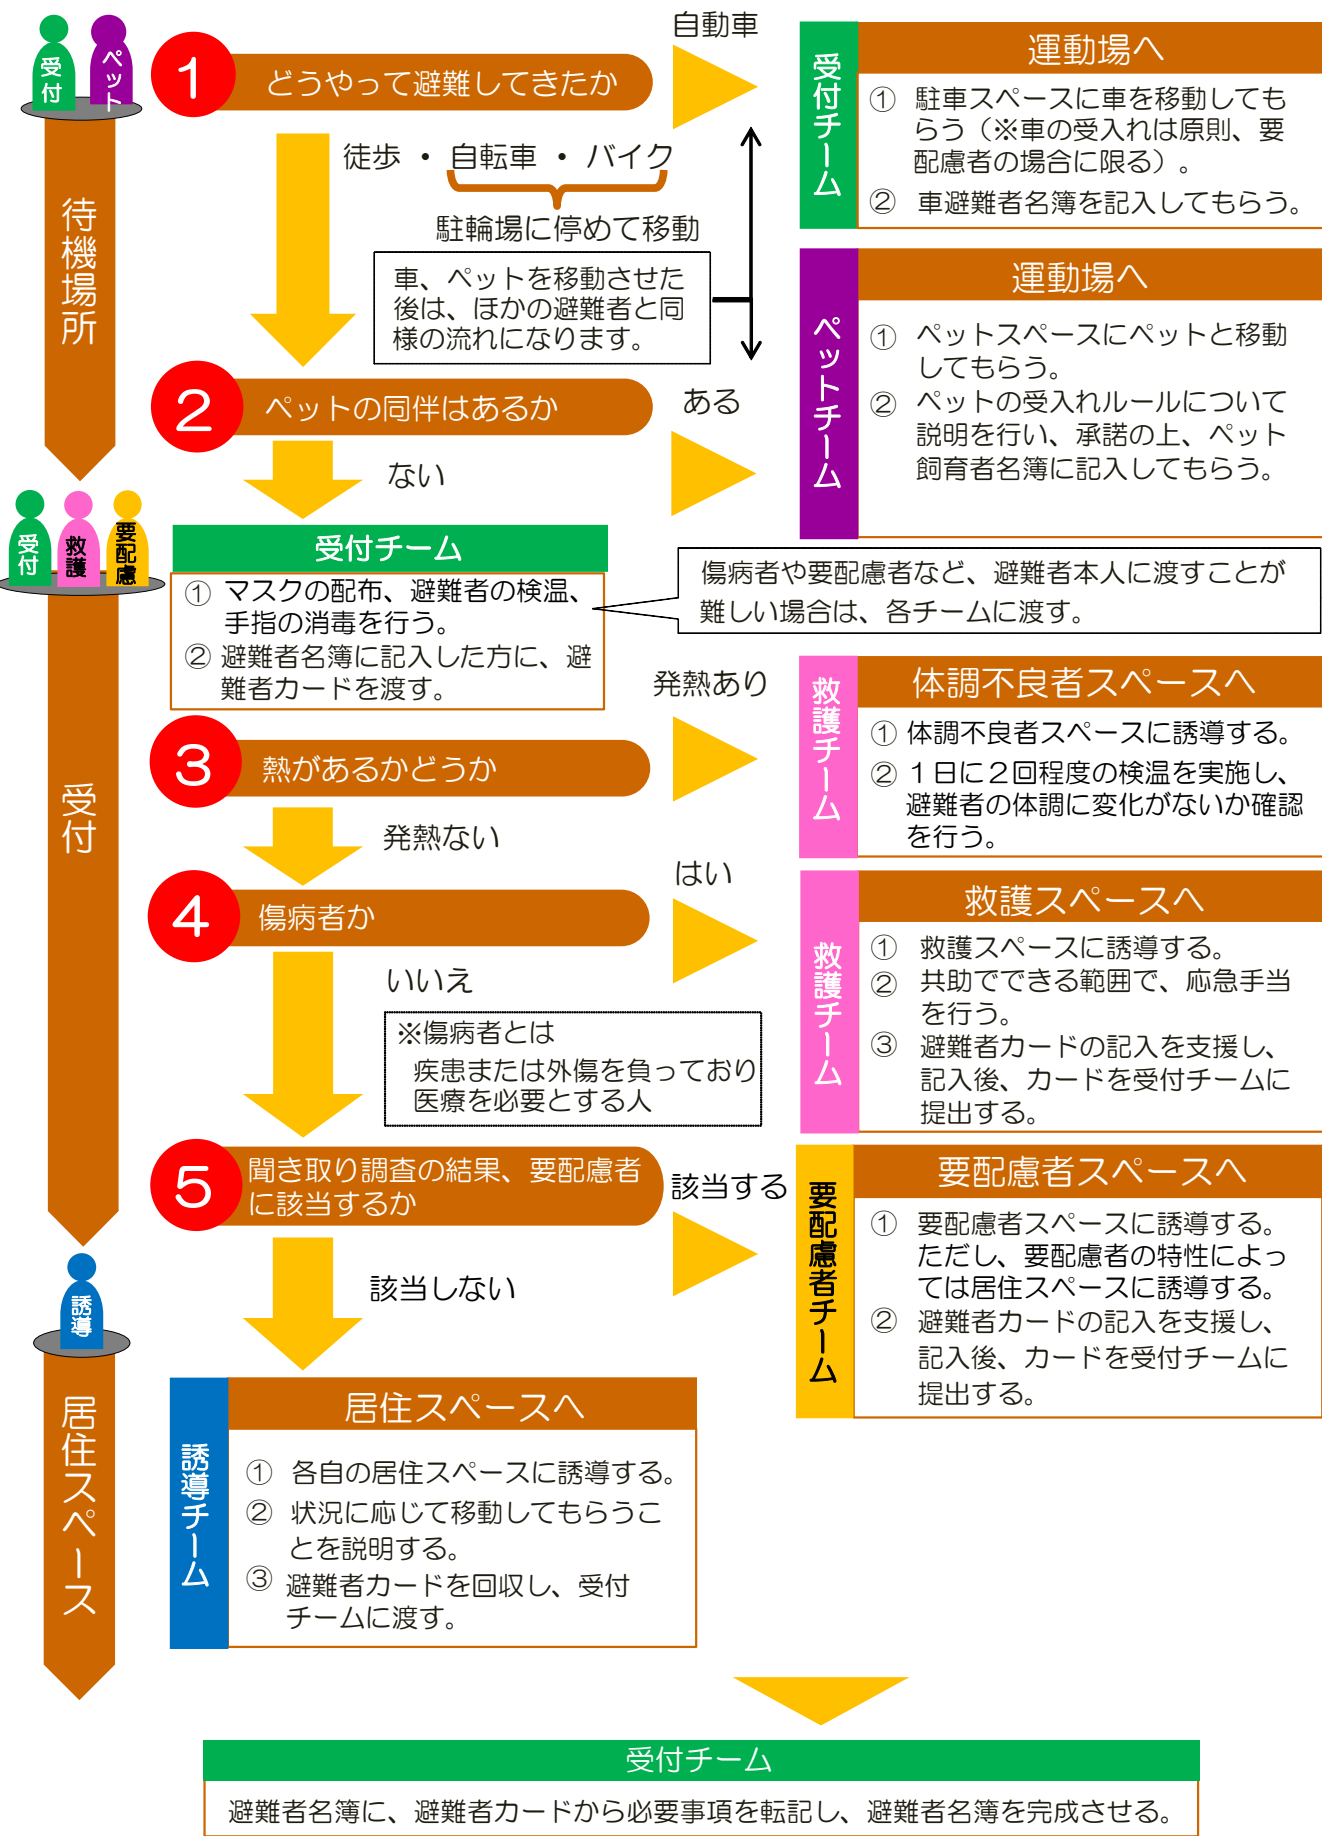 受付
ペット
待機場所
1
どうやって避難してきたか
自動車
徒歩 ・ 自転車 ・ バイク
駐輪場に停めて移動
車、ペットを移動させた
後は、ほかの避難者と同
様の流れになります。
受付チーム
運動場へ
① 駐車スペースに車を移動しても
らう（※車の受入れは原則、要
配慮者の場合に限る）。
② 車避難者名簿を記入してもらう。
2
ペットの同伴はあるか
ある
ない
ペットチーム
運動場へ
① ペットスペースにペットと移動
してもらう。
② ペットの受入れルールについて
説明を行い、承諾の上、ペット
飼育者名簿に記入してもらう。
受付
救護
要配慮
受付
受付チーム
① マスクの配布、避難者の検温、
手指の消毒を行う。
② 避難者名簿に記入した方に、避
難者カードを渡す。
傷病者や要配慮者など、避難者本人に渡すことが
難しい場合は、各チームに渡す。
3
熱があるかどうか
発熱あり
発熱ない
救護チーム
体調不良者スペースへ
① 体調不良者スペースに誘導する。
② １日に２回程度の検温を実施し、
避難者の体調に変化がないか確認
を行う。
4
傷病者か
はい
いいえ
※傷病者とは
疾患または外傷を負っており
医療を必要とする人
救護チーム
救護スペースへ
① 救護スペースに誘導する。
② 共助でできる範囲で、応急手当
を行う。
③ 避難者カードの記入を支援し、
記入後、カードを受付チームに
提出する。
5
聞き取り調査の結果、要配慮者
に該当するか
該当する
該当しない
要配慮者チーム
要配慮者スペースへ
① 要配慮者スペースに誘導する。
ただし、要配慮者の特性によっ
ては居住スペースに誘導する。
② 避難者カードの記入を支援し、
記入後、カードを受付チームに
提出する。
誘導
居住スペース
誘導チーム
居住スペースへ
① 各自の居住スペースに誘導する。
② 状況に応じて移動してもらうこ
とを説明する。
③ 避難者カードを回収し、受付
チームに渡す。
受付チーム
避難者名簿に、避難者カードから必要事項を転記し、避難者名簿を完成させる。